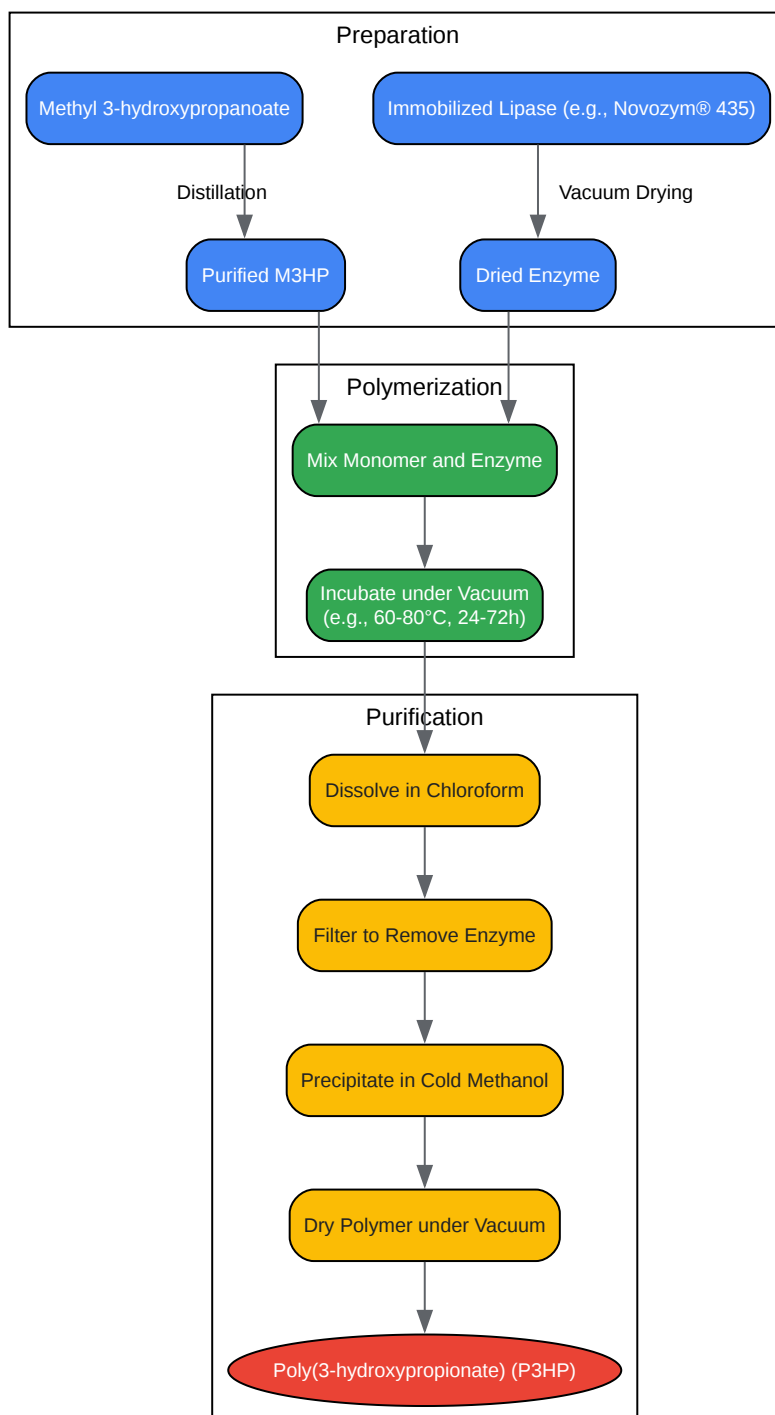 Preparation
Methyl 3-hydroxypropanoate
Immobilized Lipase (e.g., Novozym® 435)
Distillation
Vacuum Drying
Purified M3HP
Dried Enzyme
Polymerization
Mix Monomer and Enzyme
Incubate under Vacuum
(e.g., 60-80°C, 24-72h)
Purification
Dissolve in Chloroform
Filter to Remove Enzyme
Precipitate in Cold Methanol
Dry Polymer under Vacuum
Poly(3-hydroxypropionate) (P3HP)